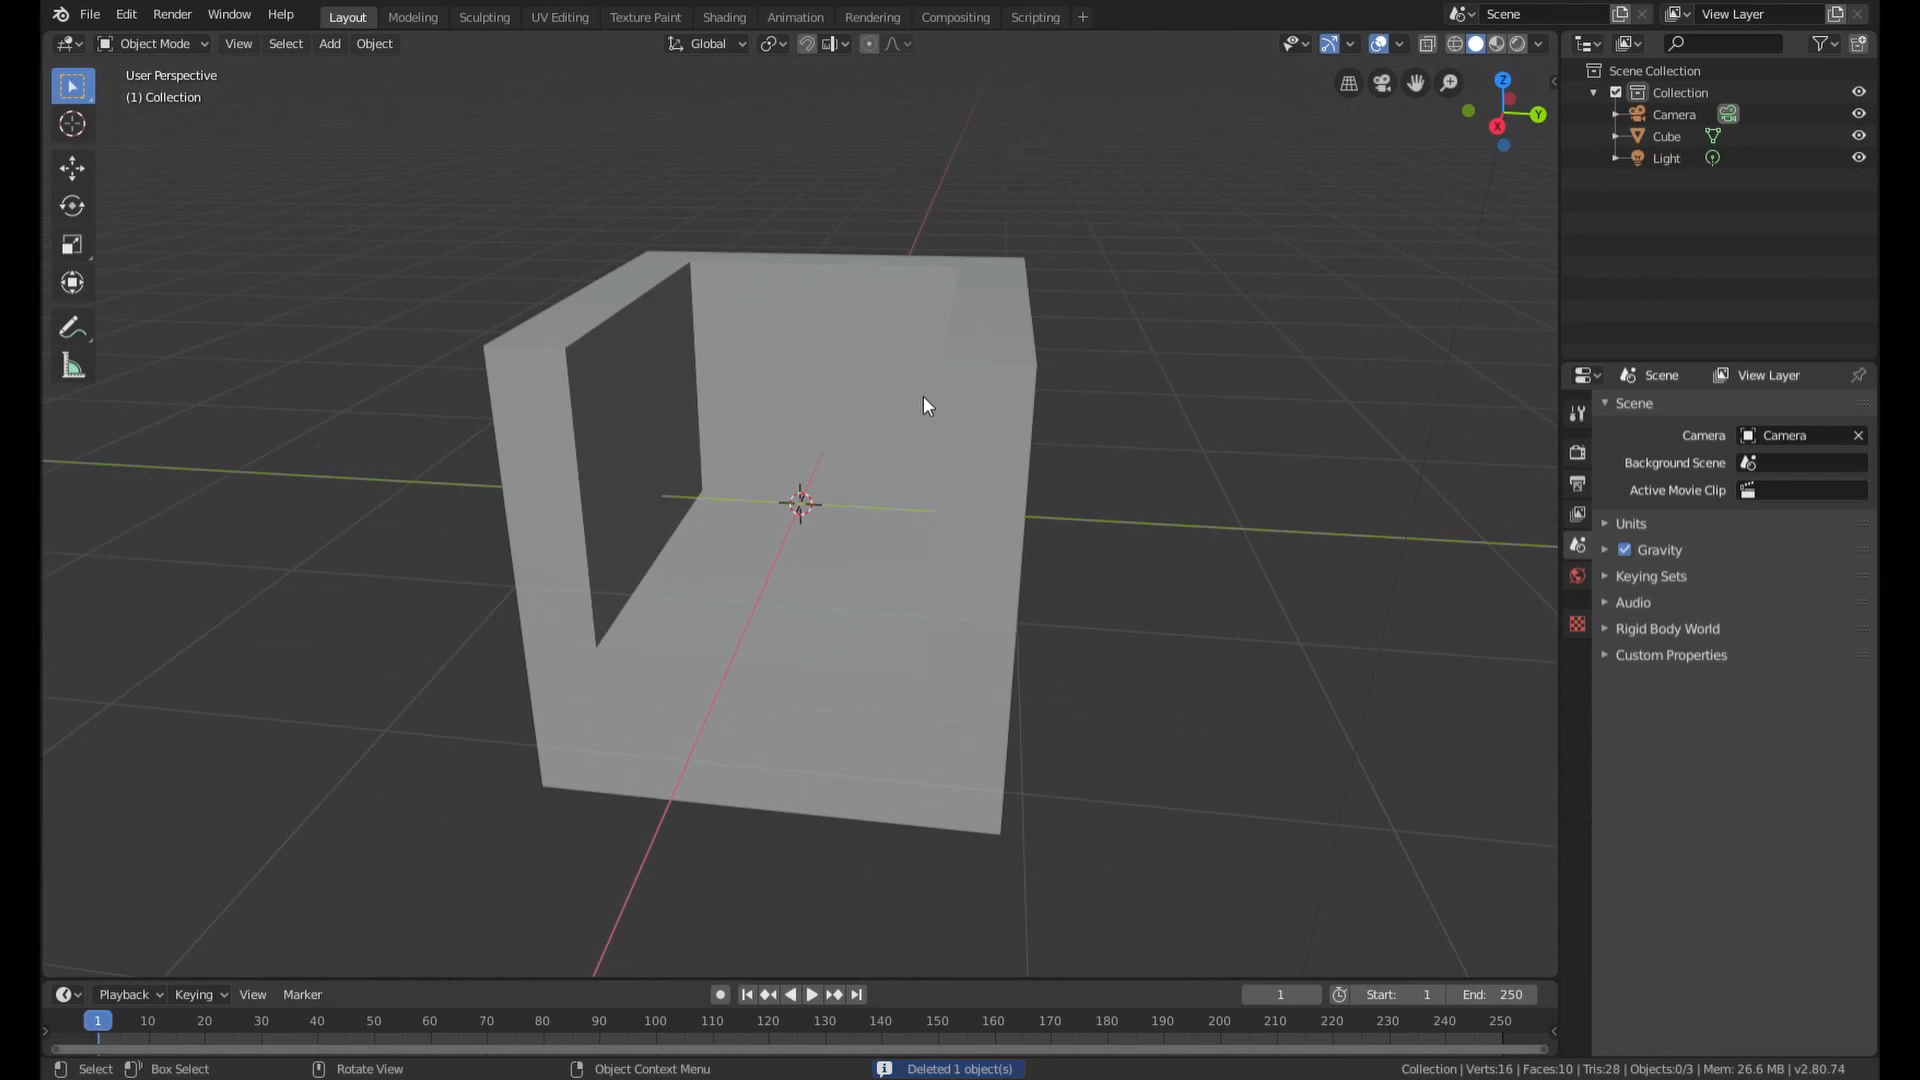 File Edit Render Window Help Layout Modeling Sculpting UV Editing Texture Paint Shading Animation Rendering Compositing Scripting + Scene View Layer
Object Mode View Select Add Object Global
User Perspective
(1) Collection
Z
Y
X
Scene Collection
Collection
Camera
Cube
Light
Scene View Layer
Scene
Camera Camera
Background Scene
Active Movie Clip
Units
Gravity
Keying Sets
Audio
Rigid Body World
Custom Properties
Playback Keying View Marker 1 Start: 1 End: 250
1 10 20 30 40 50 60 70 80 90 100 110 120 130 140 150 160 170 180 190 200 210 220 230 240 250
Select Box Select Rotate View Object Context Menu Deleted 1 object(s) Collection | Verts:16 | Faces:10 | Tris:28 | Objects:0/3 | Mem: 26.6 MB | v2.80.74